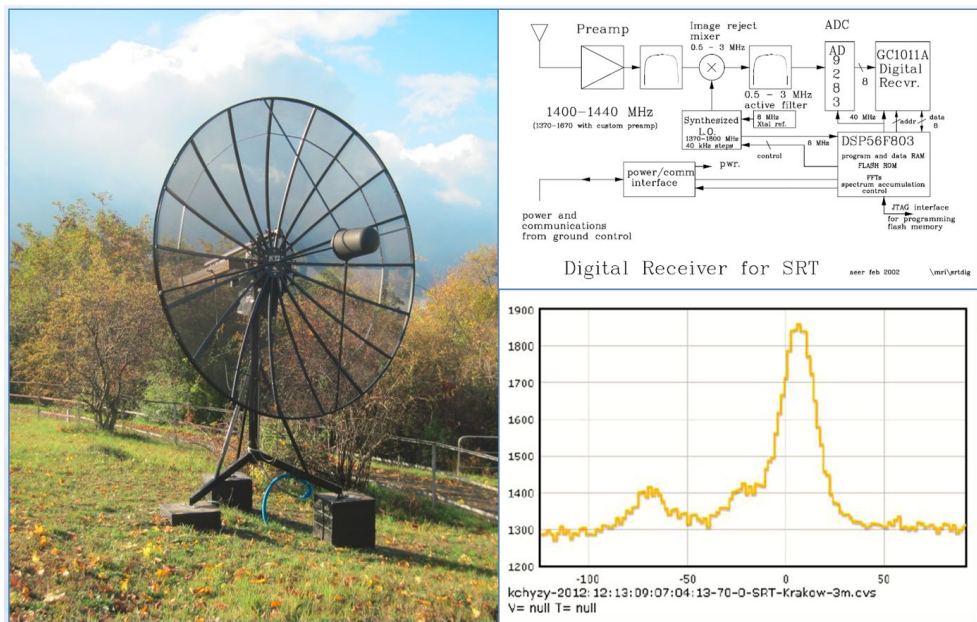 Preamp
Image reject
mixer
0.5 - 3 MHz
ADC
AD
9
2
8
3
8
GC1011A
Digital
Recvr.
1400-1440 MHz
(1370-1670 with custom preamp)
0.5 - 3 MHz
active filter
Synthesized
L.O.
1370-1800 MHz
40 kHz steps
8 MHz
Xtal ref.
40 MHz
addr
data
8
8 MHz
control
DSP56F803
program and data RAM
FLASH ROM
FFTs
spectrum accumulation
control
power/comm
interface
pwr.
power and
communications
from ground control
JTAG interface
for programming
flash memory
Digital Receiver for SRT
aeer feb 2002
\mri\srtdig
1900
1800
1700
1600
1500
1400
1300
1200
-100
-50
0
50
kchyzy-2012:12:13:09:07:04:13-70-0-SRT-Krakow-3m.cvs
V= null T= null